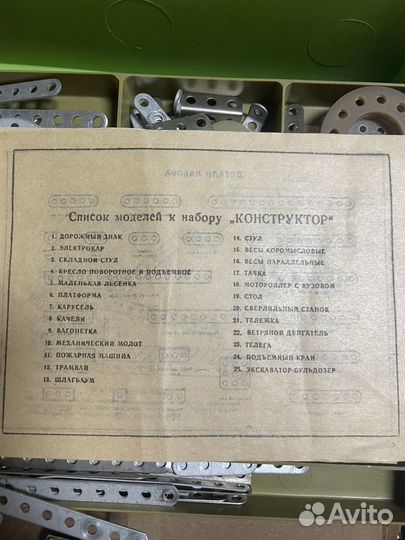 ДЕТАЛИ НАБОРА
Список моделей к набору „КОНСТРУКТОР"
1. ДОРОЖНЫЙ ЗНАК
2. ЭЛЕКТРОКАР
3. СКЛАДНОЙ СТУЛ
4. КРЕСЛО ПОВОРОТНОЕ И ПОДЪЕМНОЕ
5. МАЛЕНЬКАЯ ЛЕСЕНКА
6. ПЛАТФОРМА
7. КАРУСЕЛЬ
8. КАЧЕЛИ
9. ВАГОНЕТКА
10. МЕХАНИЧЕСКИЙ МОЛОТ
11. ПОЖАРНАЯ МАШИНА
12. ТРАМВАЙ
13. ШЛАГБАУМ
14. СТУЛ
15. ВЕСЫ КОРОМЫСЛОВЫЕ
16. ВЕСЫ ПАРАЛЛЕЛЬНЫЕ
17. ТАЧКА
18. МОТОРОЛЛЕР С КУЗОВОМ
19. СТОЛ
20. СВЕРЛИЛЬНЫЙ СТАНОК
21. ТЕЛЕЖКА
22. ВЕТРЯНОЙ ДВИГАТЕЛЬ
23. ТЕЛЕГА
24. ПОДЪЕМНЫЙ КРАН
25. ЭКСКАВАТОР-БУЛЬДОЗЕР
Avito